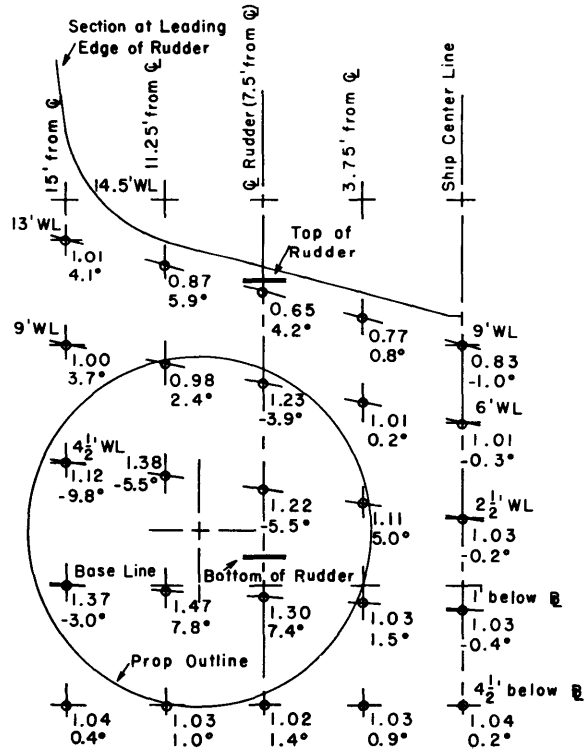 Section at Leading
Edge of Rudder
15' from ℄
11.25' from ℄
℄ Rudder (7.5' from ℄)
3.75' from ℄
Ship Center Line
14.5' WL
13' WL
Top of
Rudder
1.01
4.1°
0.87
5.9°
0.65
4.2°
0.77
0.8°
9' WL
9' WL
1.00
3.7°
0.98
2.4°
1.23
-3.9°
1.01
0.2°
0.83
-1.0°
6' WL
1.01
-0.3°
4½' WL
1.12
-9.8°
1.38
-5.5°
1.22
-5.5°
1.11
5.0°
2½' WL
1.03
-0.2°
Base Line
Bottom of Rudder
1' below
1.37
-3.0°
1.47
7.8°
1.30
7.4°
1.03
1.5°
1.03
-0.4°
Prop Outline
4½' below
1.04
0.4°
1.03
1.0°
1.02
1.4°
1.03
0.9°
1.04
0.2°